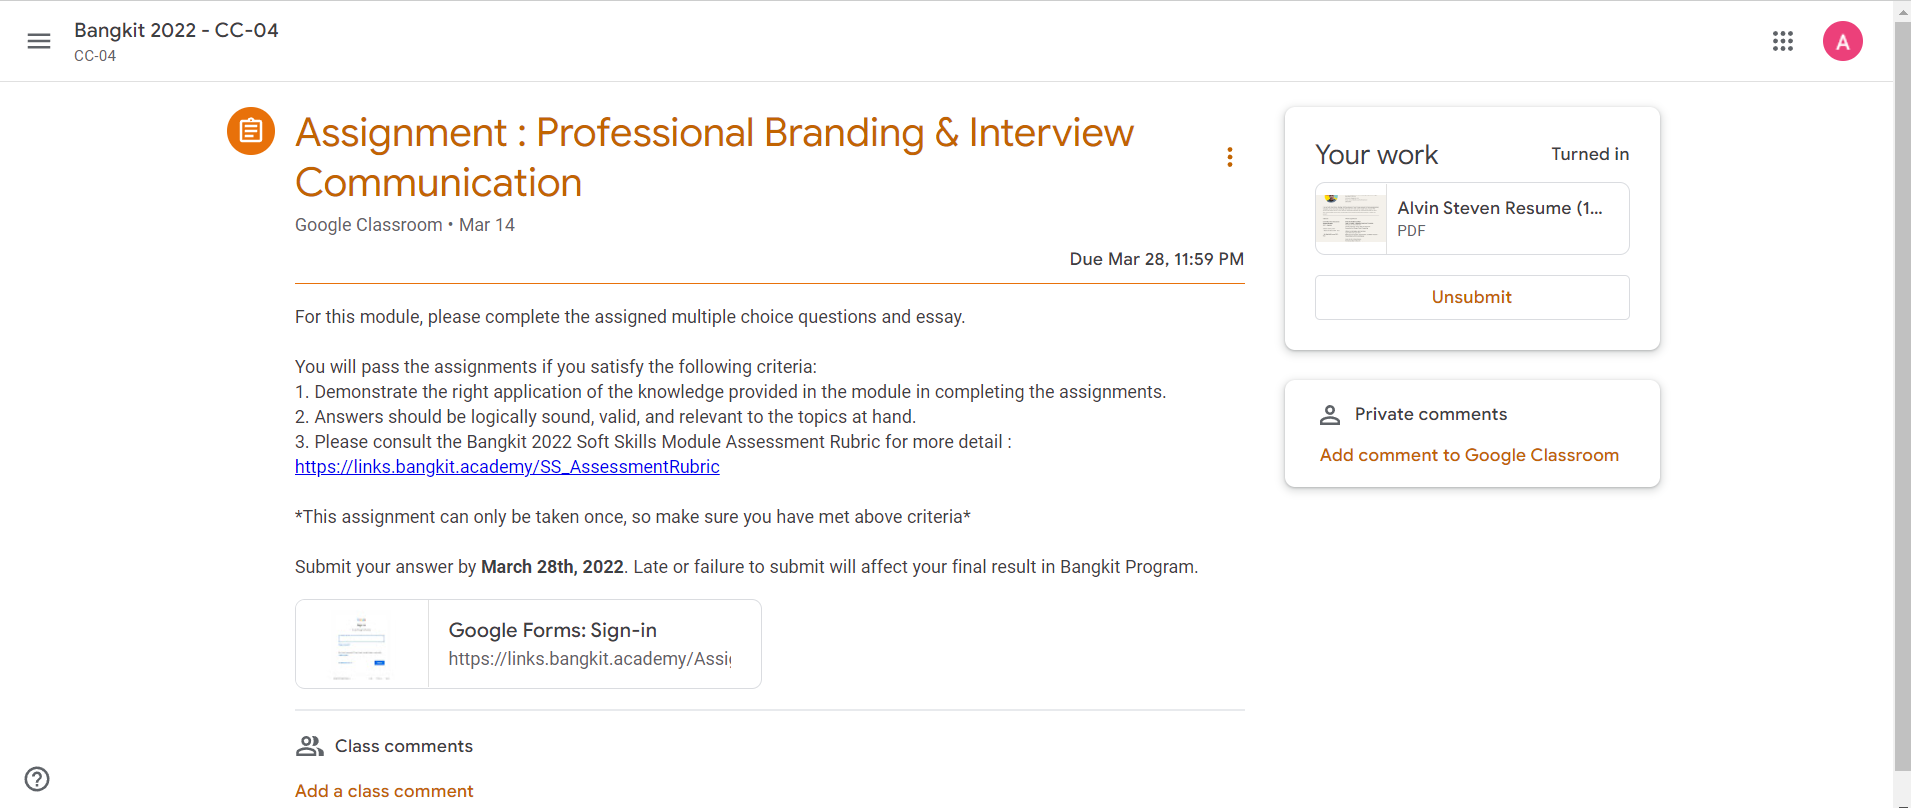 Bangkit 2022 - CC-04
CC-04
A
Assignment : Professional Branding & Interview
Communication
Google Classroom • Mar 14
Due Mar 28, 11:59 PM
For this module, please complete the assigned multiple choice questions and essay.
You will pass the assignments if you satisfy the following criteria:
1. Demonstrate the right application of the knowledge provided in the module in completing the assignments.
2. Answers should be logically sound, valid, and relevant to the topics at hand.
3. Please consult the Bangkit 2022 Soft Skills Module Assessment Rubric for more detail :
https://links.bangkit.academy/SS_AssessmentRubric
*This assignment can only be taken once, so make sure you have met above criteria*
Submit your answer by March 28th, 2022. Late or failure to submit will affect your final result in Bangkit Program.
Google Forms: Sign-in
https://links.bangkit.academy/Assi
Class comments
Add a class comment
Your work
Turned in
Alvin Steven Resume (1...
PDF
Unsubmit
Private comments
Add comment to Google Classroom